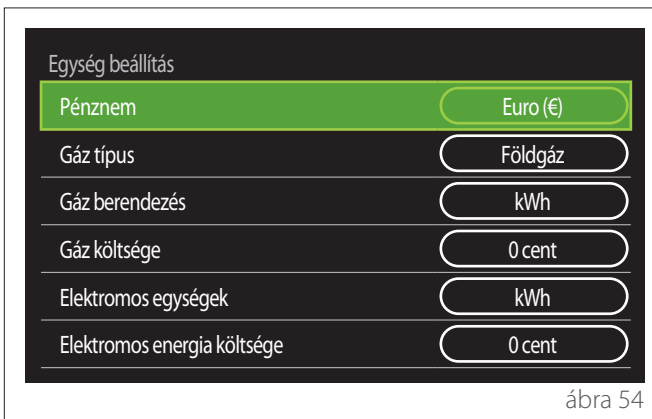 Egység beállítás
Pénznem Euro (€)
Gáz típus Földgáz
Gáz berendezés kWh
Gáz költsége 0 cent
Elektromos egységek kWh
Elektromos energia költsége 0 cent
ábra 54